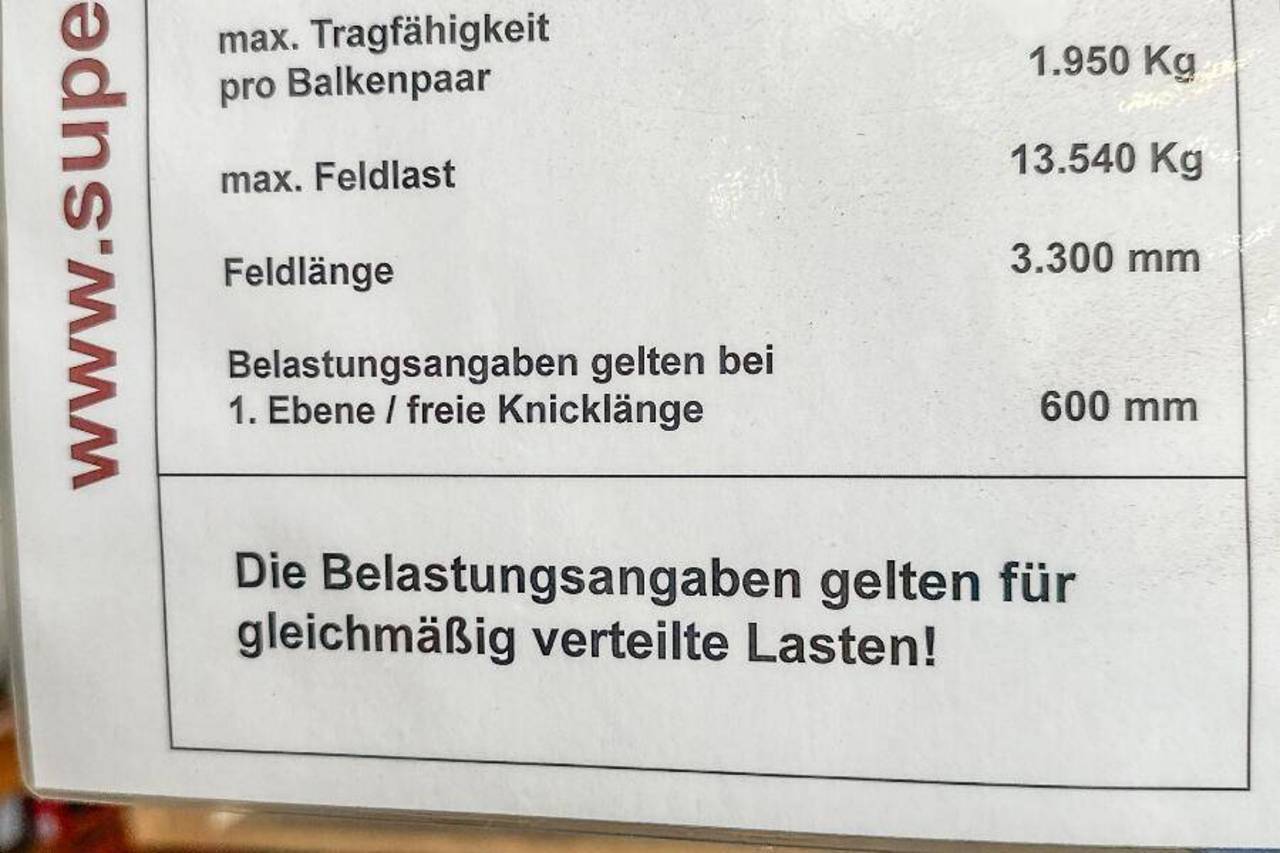 max. Tragfähigkeit
pro Balkenpaar 1.950 Kg
max. Feldlast 13.540 Kg
Feldlänge 3.300 mm
Belastungsangaben gelten bei
1. Ebene / freie Knicklänge 600 mm
Die Belastungsangaben gelten für
gleichmäßig verteilte Lasten!
www.supe